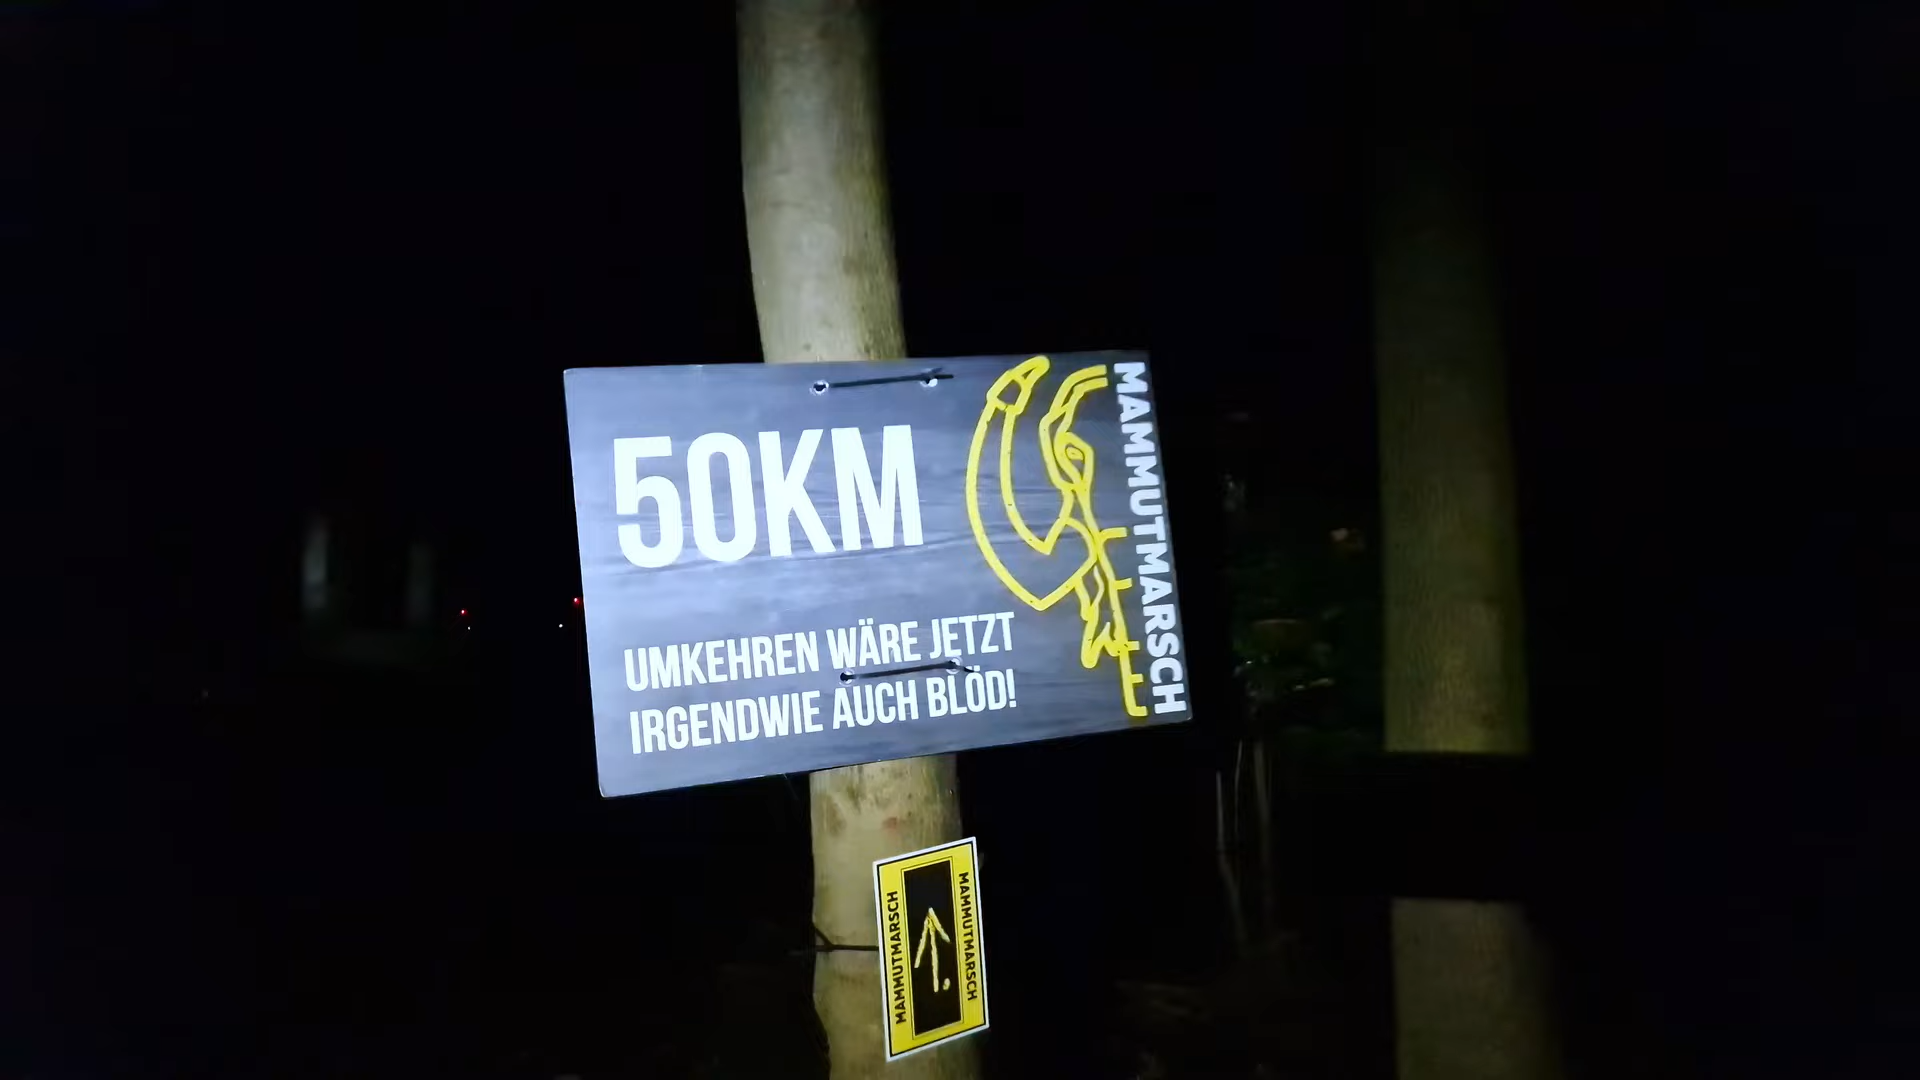 50KM
UMKEHREN WÄRE JETZT
IRGENDWIE AUCH BLÖD!
MAMMUTMARSCH
MAMMUTMARSCH
MAMMUTMARSCH